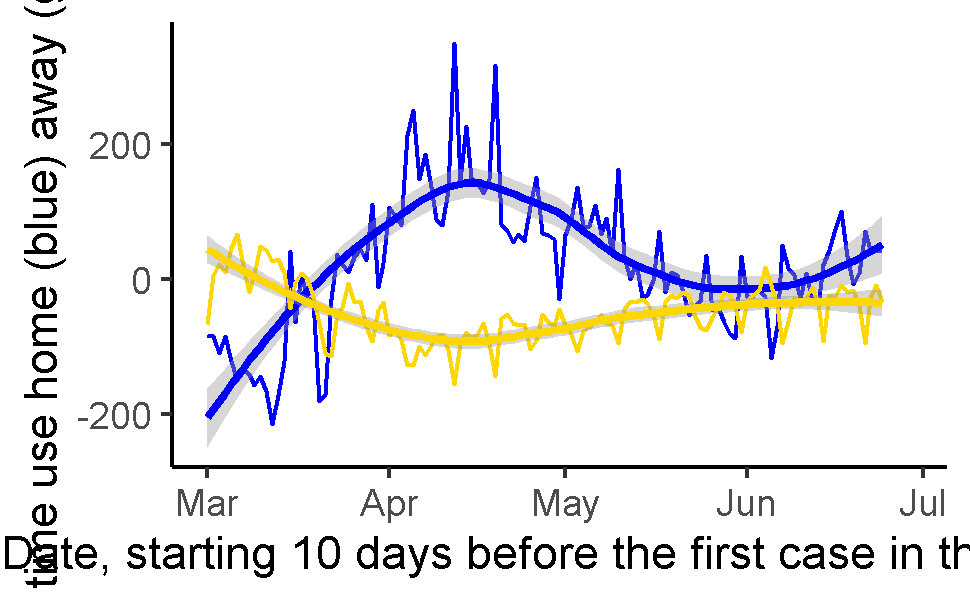 time use home (blue) away (
200
0
-200
Mar Apr May Jun Jul
Date, starting 10 days before the first case in th